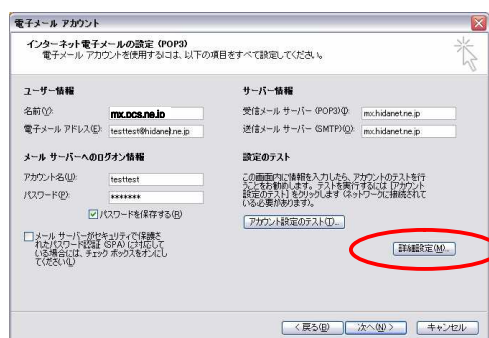 電子メール アカウント
インターネット電子メールの設定 (POP3)
電子メール アカウントを使用するには、以下の項目をすべて設定してください。
ユーザー情報
名前(Y):
mx.pcs.ne.jp
電子メール アドレス(E):
testtest@hidanet.ne.jp
サーバー情報
受信メール サーバー (POP3)(I):
mx.hidanet.ne.jp
送信メール サーバー (SMTP)(O):
mx.hidanet.ne.jp
メール サーバーへのログオン情報
アカウント名(U):
testtest
パスワード(P):
*******
パスワードを保存する(R)
メール サーバーがセキュリティで保護さ
れたパスワード認証 (SPA) に対応して
いる場合には、チェック ボックスをオンにし
てください(L)
設定のテスト
この画面内に情報を入力したら、アカウントのテストを行
うことをお勧めします。テストを実行するには [アカウント
設定のテスト] をクリックします (ネットワークに接続されて
いる必要があります)。
アカウント設定のテスト(T)...
詳細設定(M)...
< 戻る(B)
次へ(N) >
キャンセル